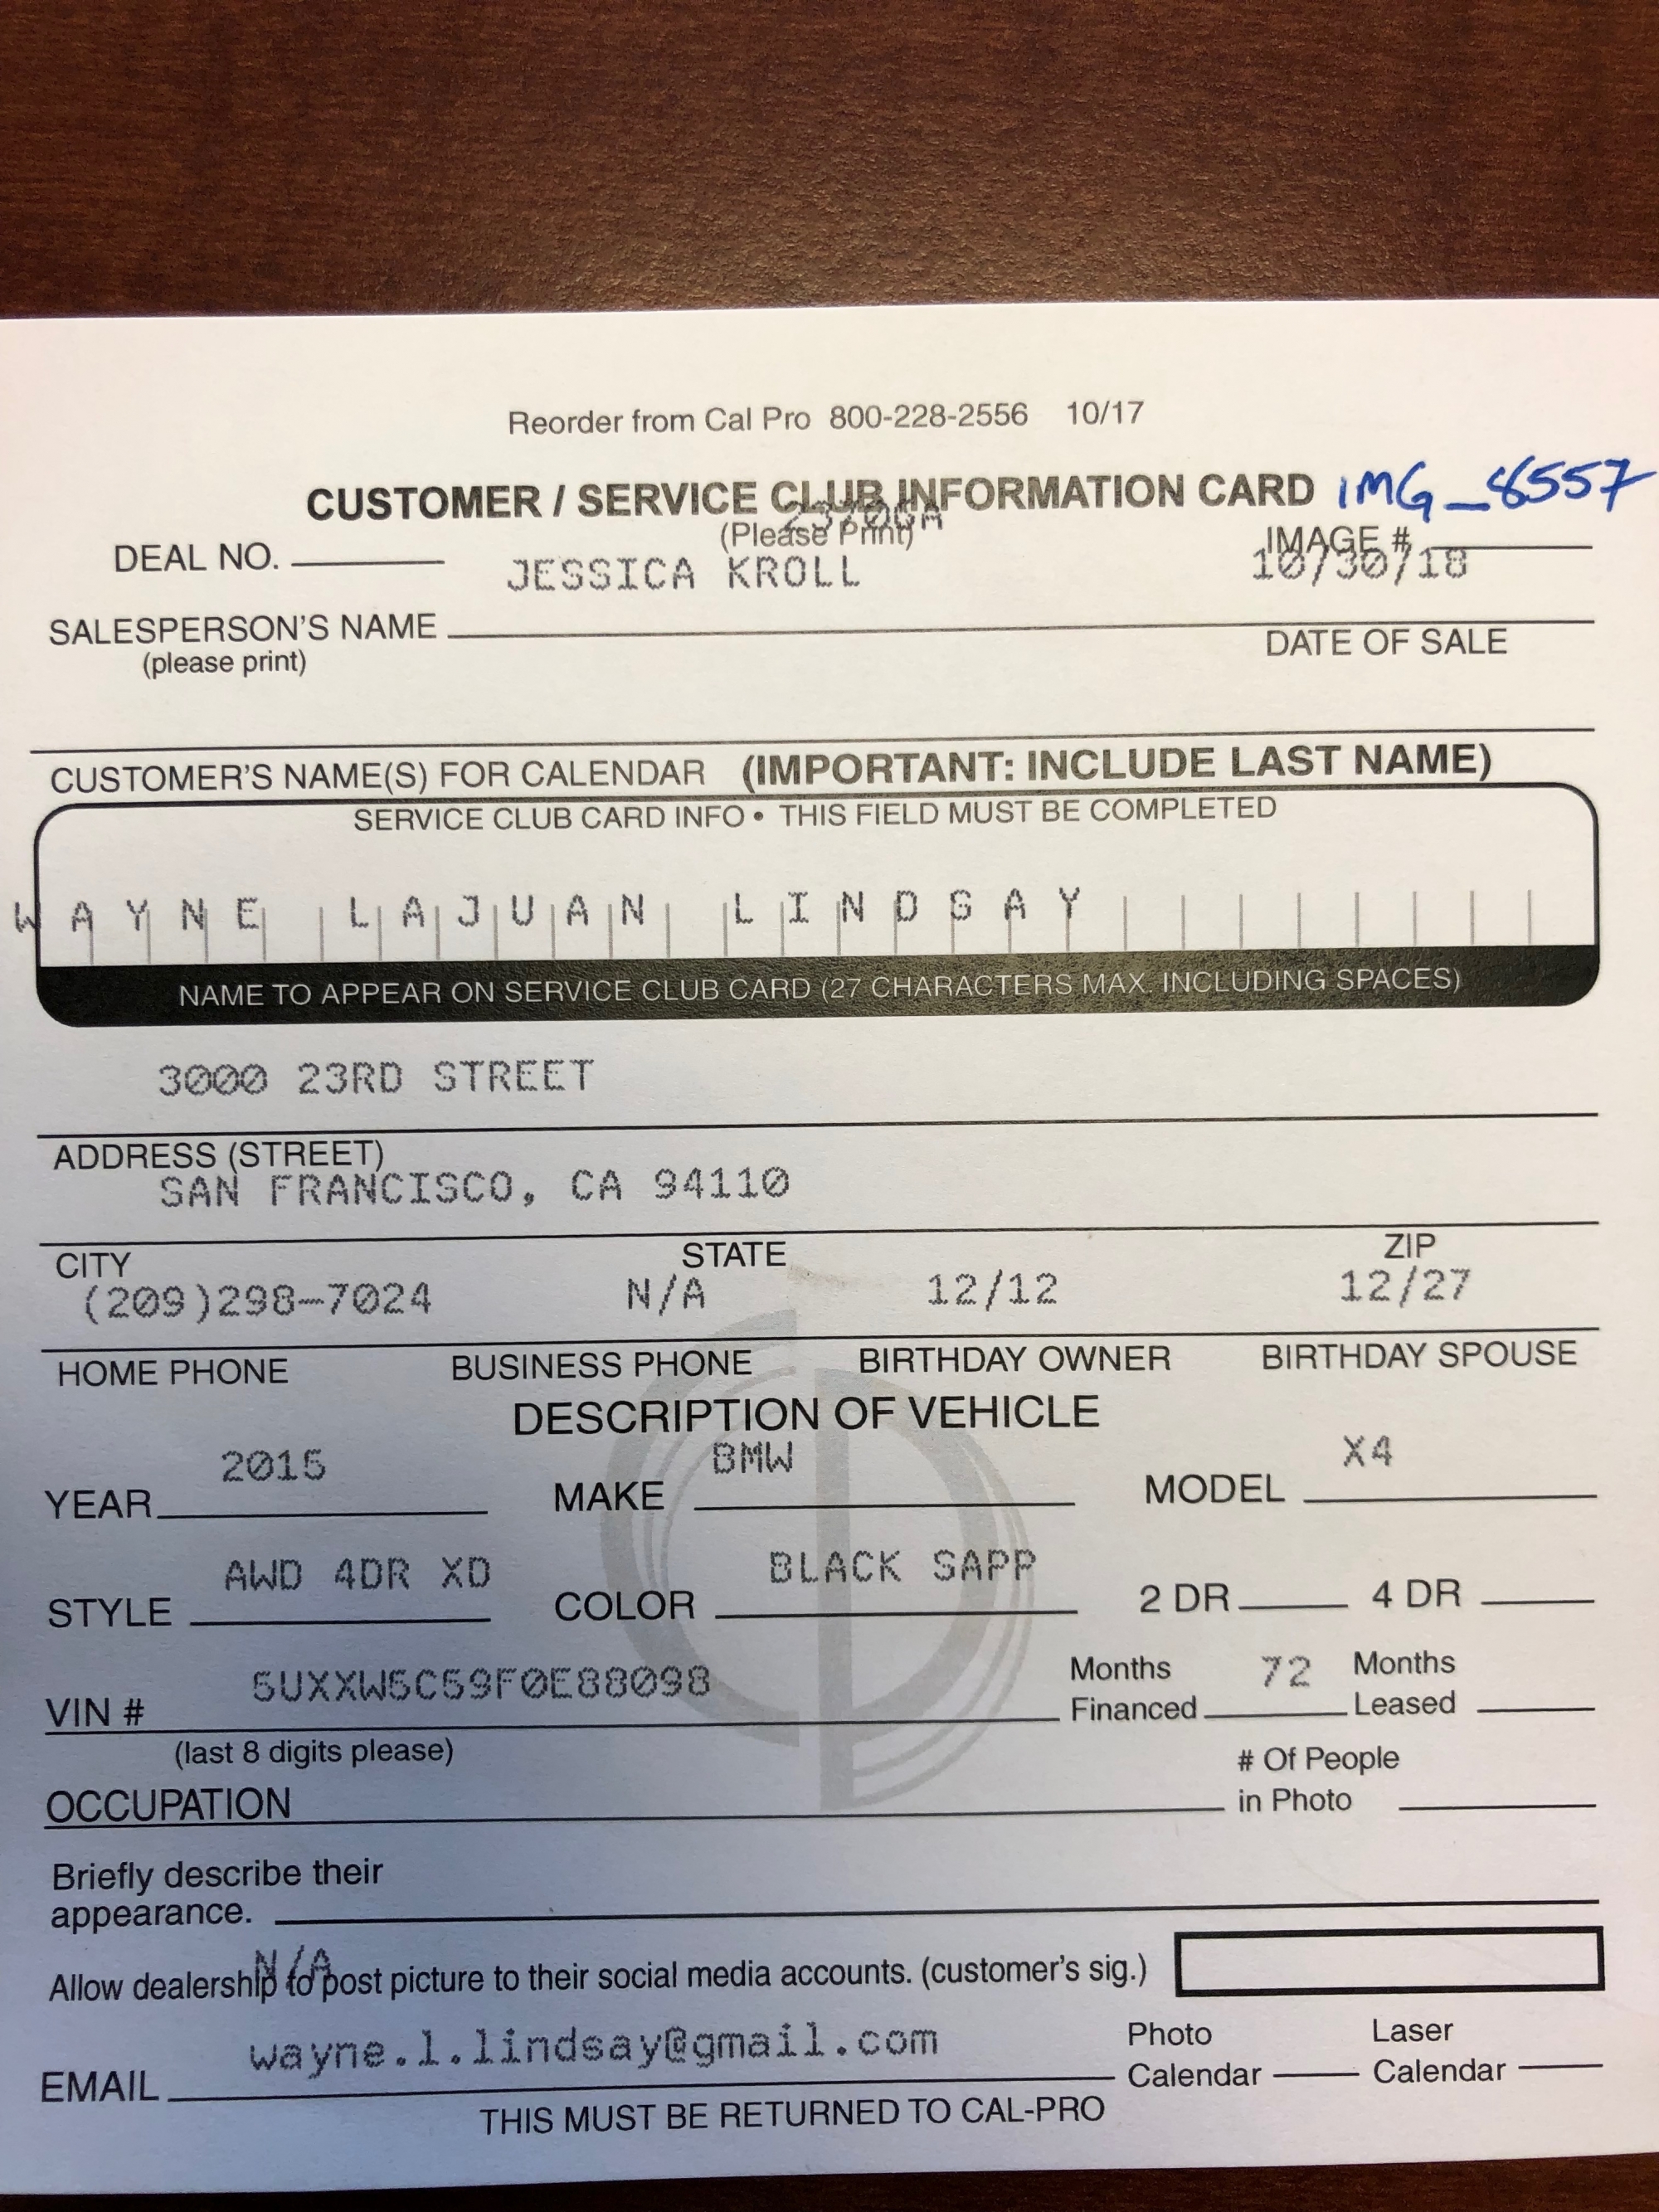 Reorder from Cal Pro 800-228-2556 10/17
CUSTOMER / SERVICE CLUB INFORMATION CARD IMG_8557
(Please Print)
DEAL NO. IMAGE #
JESSICA KROLL 10/30/18
SALESPERSON'S NAME
(please print) DATE OF SALE
CUSTOMER'S NAME(S) FOR CALENDAR (IMPORTANT: INCLUDE LAST NAME)
SERVICE CLUB CARD INFO • THIS FIELD MUST BE COMPLETED
WAYNE LAJUAN LINDSAY
NAME TO APPEAR ON SERVICE CLUB CARD (27 CHARACTERS MAX. INCLUDING SPACES)
3000 23RD STREET
ADDRESS (STREET)
SAN FRANCISCO, CA 94110
CITY STATE ZIP
(209)298-7024 N/A 12/12 12/27
HOME PHONE BUSINESS PHONE BIRTHDAY OWNER BIRTHDAY SPOUSE
DESCRIPTION OF VEHICLE
2015 BMW X4
YEAR MAKE MODEL
AWD 4DR XD BLACK SAPP
STYLE COLOR 2 DR 4 DR
5UXXW5C59F0E88098 Months 72 Months
VIN # Financed Leased
(last 8 digits please) # Of People
OCCUPATION in Photo
Briefly describe their
appearance.
N/A
Allow dealership to post picture to their social media accounts. (customer's sig.)
wayne.l.lindsay@gmail.com Photo Laser
EMAIL Calendar Calendar
THIS MUST BE RETURNED TO CAL-PRO